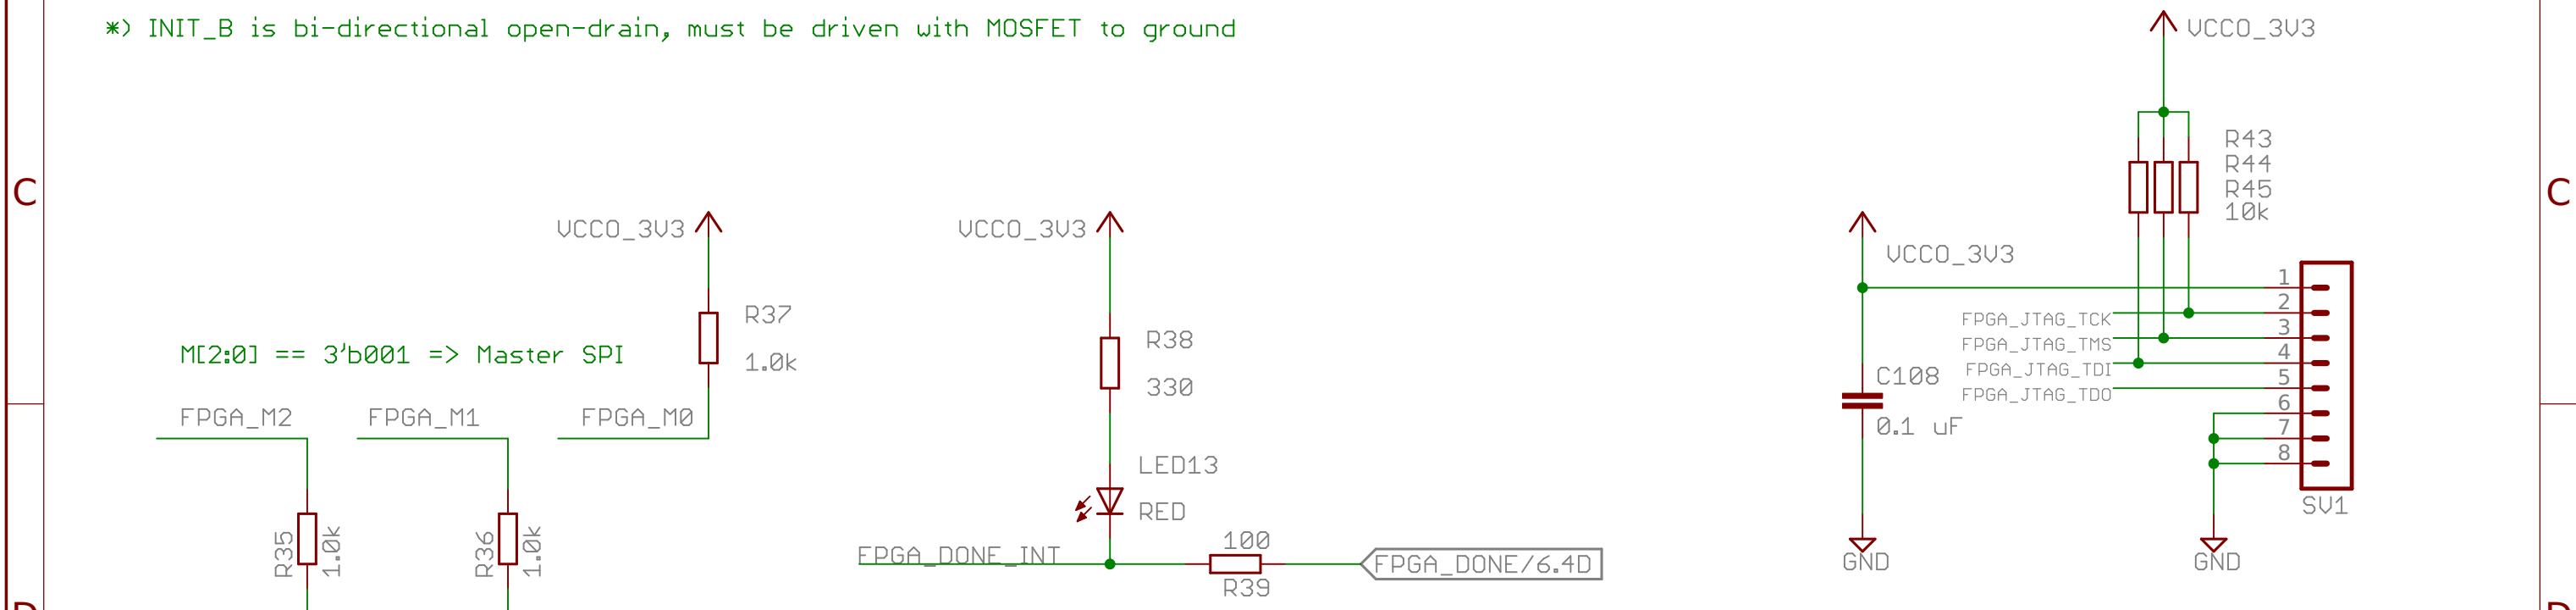 *) INIT_B is bi-directional open-drain, must be driven with MOSFET to ground
VCCO_3V3
C
C
R43
R44
R45
10k
VCCO_3V3
VCCO_3V3
VCCO_3V3
R37
1.0k
R38
330
M[2:0] == 3'b001 => Master SPI
FPGA_M2
FPGA_M1
FPGA_M0
1
2
3
4
5
6
7
8
FPGA_JTAG_TCK
FPGA_JTAG_TMS
FPGA_JTAG_TDI
FPGA_JTAG_TDO
C108
0.1 uF
LED13
RED
SV1
R35
1.0k
R36
1.0k
FPGA_DONE_INT
100
R39
FPGA_DONE/6.4D
GND
GND